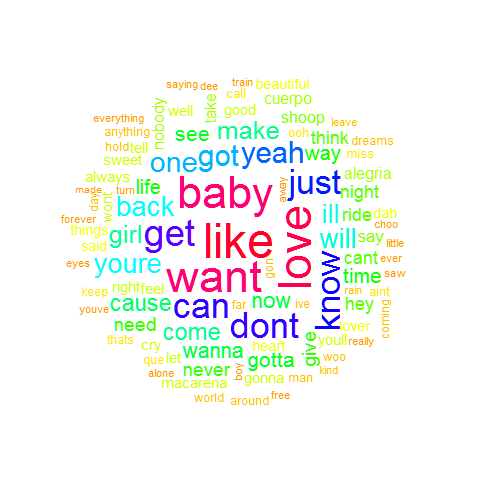 saying dee train
beautiful
call
well take good cuerpo
everything nobody shoop
anything see make ooh think leave
hold tell one got yeah way dreams
sweet miss
always baby just alegria
made turn life away night
day wont back get like love ill ride dah
forever choo
things girl will say
said little
eyes youre want gon know cant ever
rain time saw
keep right feel can aint
youve cause far now ive hey coming
dont
need come lover
thats wanna heart give youll really
cry gotta woo
que let never boy
alone gonna man kind
macarena
world around free